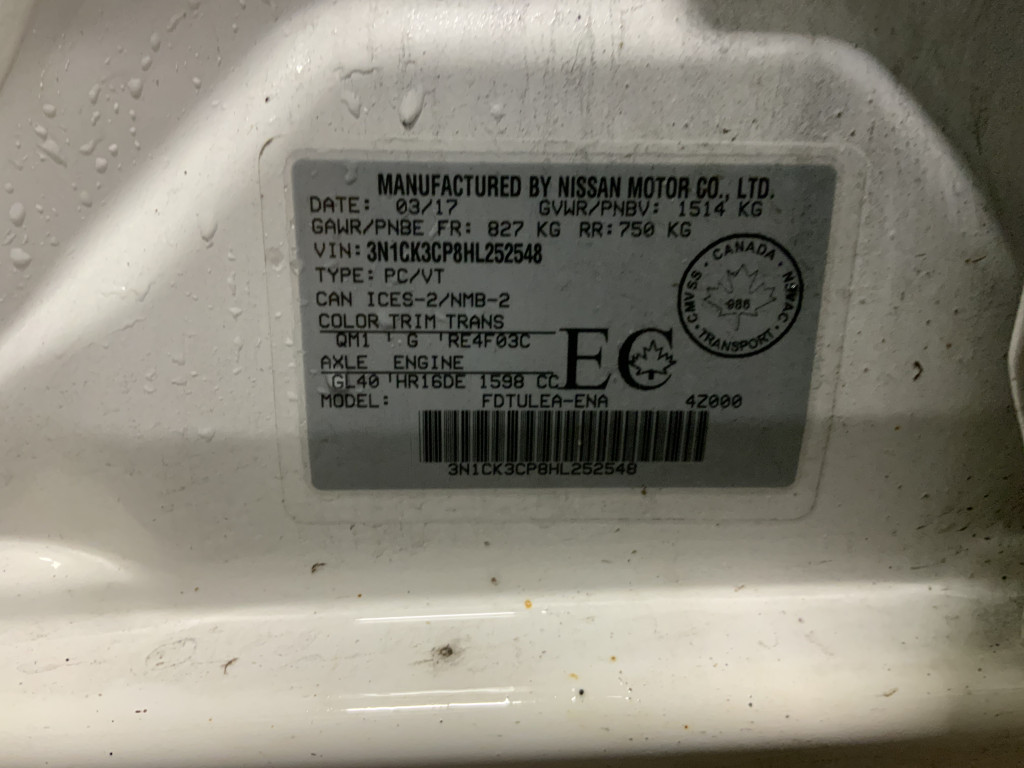 MANUFACTURED BY NISSAN MOTOR CO., LTD.
DATE: 03/17 GVWR/PNBV: 1514 KG
GAWR/PNBE FR: 827 KG RR: 750 KG
VIN: 3N1CK3CP8HL252548
TYPE: PC/VT
CAN ICES-2/NMB-2
COLOR TRIM TRANS
QM1 ' G 'RE4F03C
AXLE ENGINE
GL40 'HR16DE 1598 CC
EC
MODEL: FDTULEA-ENA 4Z000
3N1CK3CP8HL252548
· CANADA · NSVAC ·
986
CMVSS · TRANSPORT